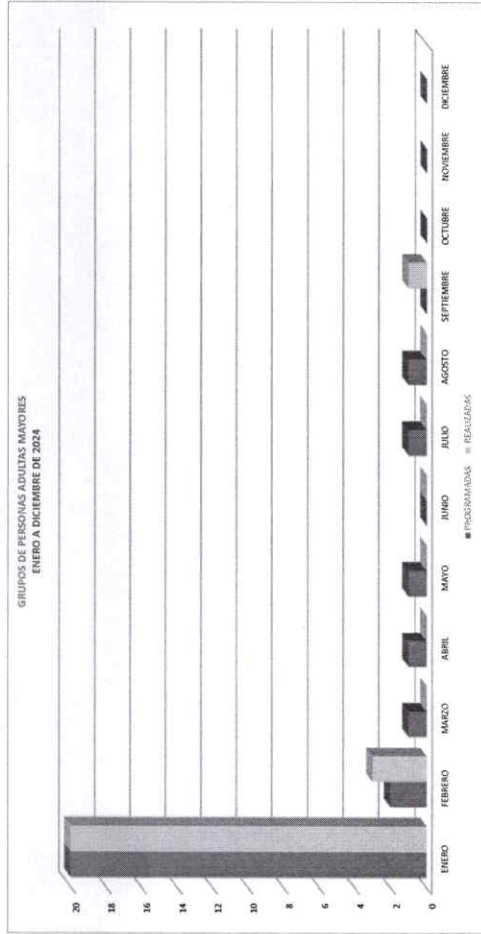 GRUPOS DE PERSONAS ADULTAS MAYORES
ENERO A DICIEMBRE DE 2024
20
18
16
14
12
10
8
6
4
2
0
ENERO
FEBRERO
MARZO
ABRIL
MAYO
JUNIO
JULIO
AGOSTO
SEPTIEMBRE
OCTUBRE
NOVIEMBRE
DICIEMBRE
PROGRAMADAS
REALIZADAS